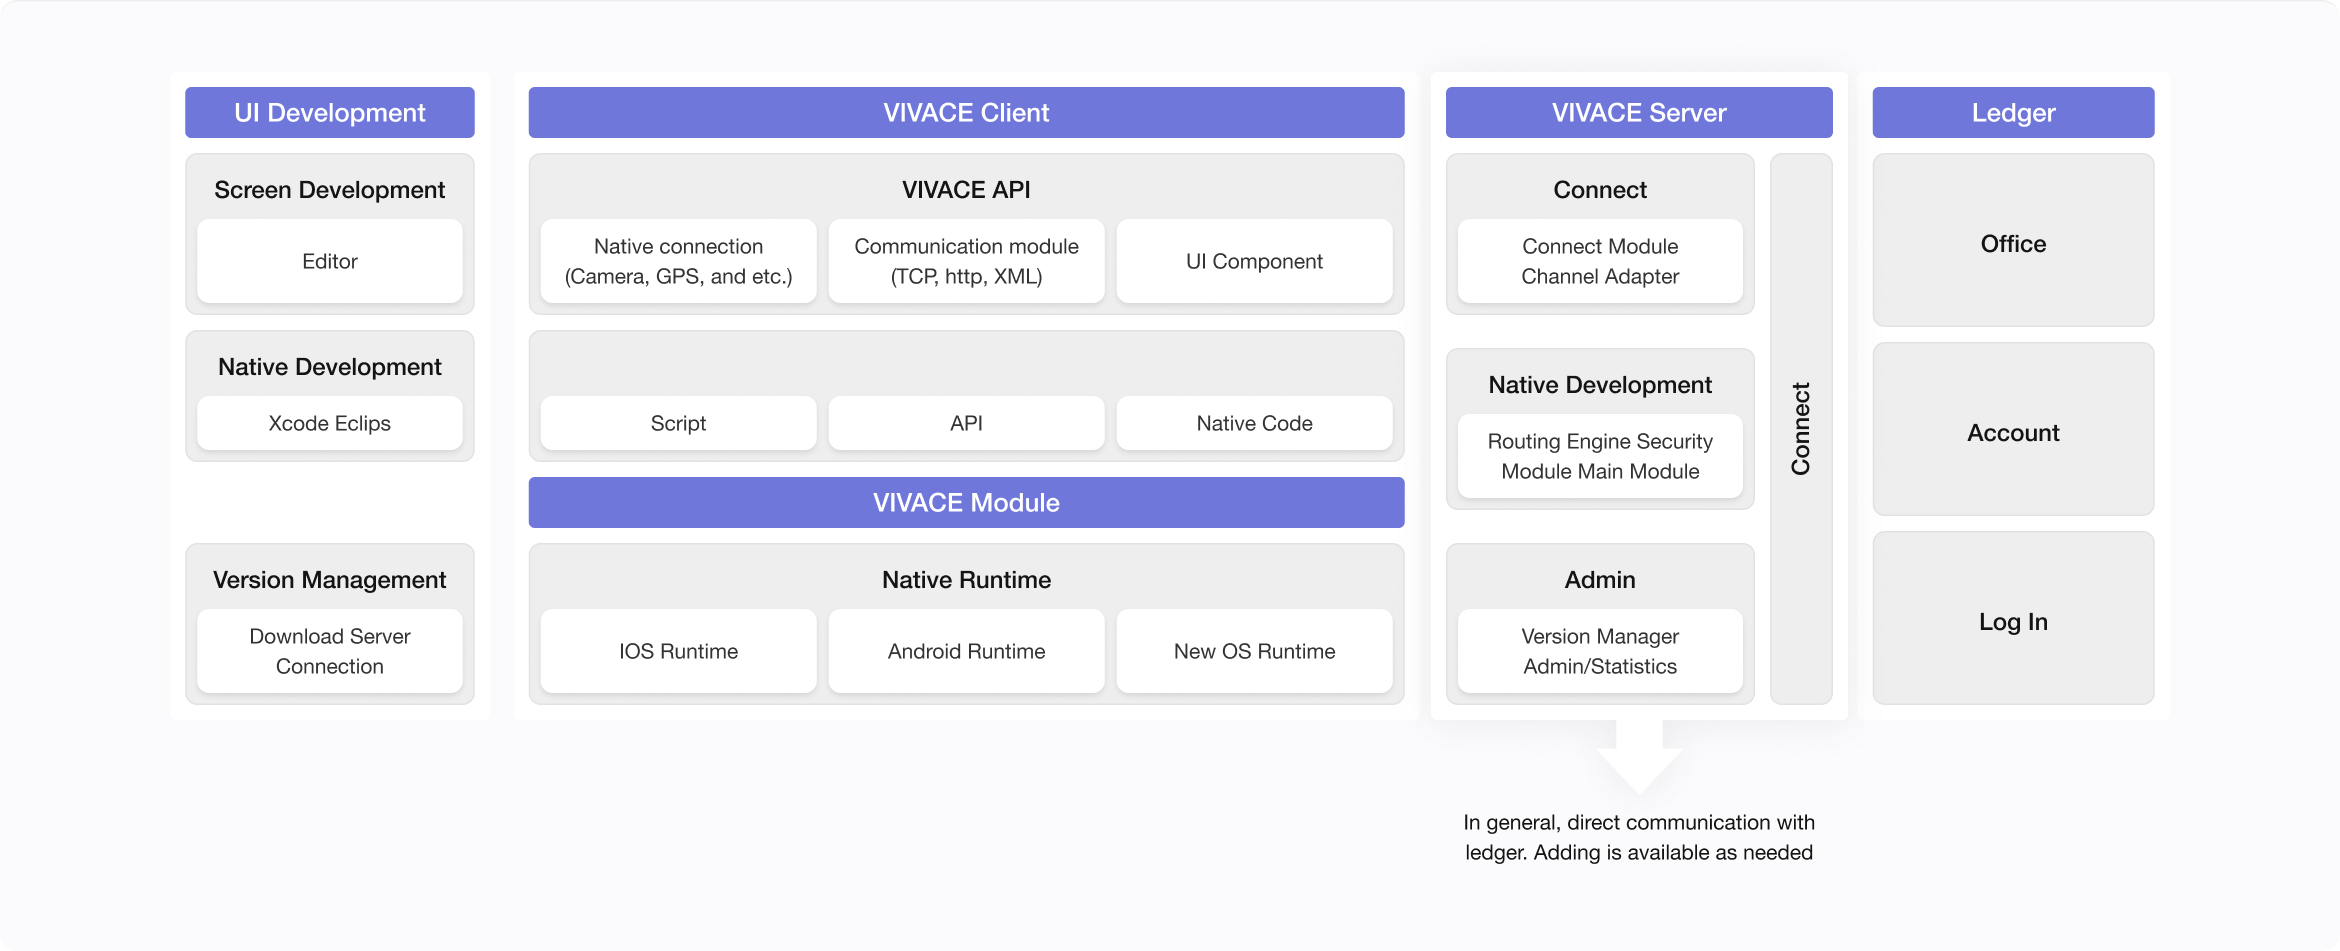 UI Development
Screen Development
Editor
Native Development
Xcode Eclips
Version Management
Download Server
Connection
VIVACE Client
VIVACE API
Native connection
(Camera, GPS, and etc.)
Communication module
(TCP, http, XML)
UI Component
Script
API
Native Code
VIVACE Module
Native Runtime
IOS Runtime
Android Runtime
New OS Runtime
VIVACE Server
Connect
Connect Module
Channel Adapter
Native Development
Routing Engine Security
Module Main Module
Admin
Version Manager
Admin/Statistics
Connect
In general, direct communication with
ledger. Adding is available as needed
Ledger
Office
Account
Log In